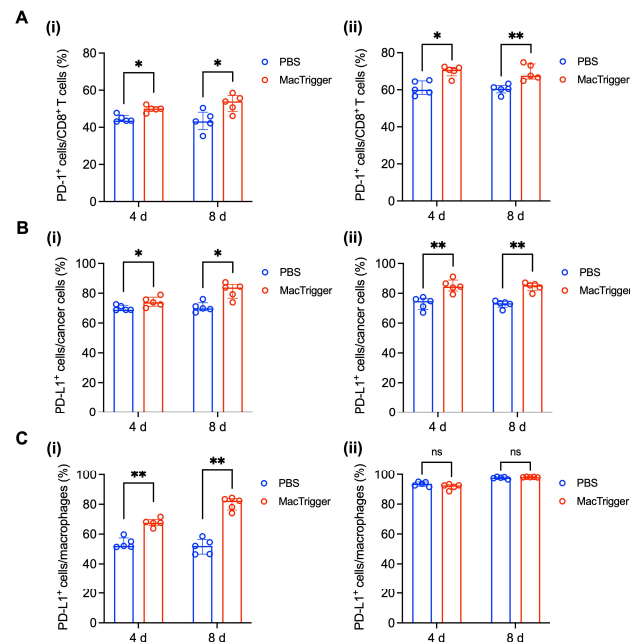 A
(i)
PD-1⁺ cells/CD8⁺ T cells (%)
80
60
40
20
0
*
*
4 d
8 d
PBS
MacTrigger
(ii)
PD-1⁺ cells/CD8⁺ T cells (%)
80
60
40
20
0
*
**
4 d
8 d
PBS
MacTrigger
B
(i)
PD-L1⁺ cells/cancer cells (%)
100
80
60
40
20
0
*
*
4 d
8 d
PBS
MacTrigger
(ii)
PD-L1⁺ cells/cancer cells (%)
100
80
60
40
20
0
**
**
4 d
8 d
PBS
MacTrigger
C
(i)
PD-L1⁺ cells/macrophages (%)
100
80
60
40
20
0
**
**
4 d
8 d
PBS
MacTrigger
(ii)
PD-L1⁺ cells/macrophages (%)
100
80
60
40
20
0
ns
ns
4 d
8 d
PBS
MacTrigger